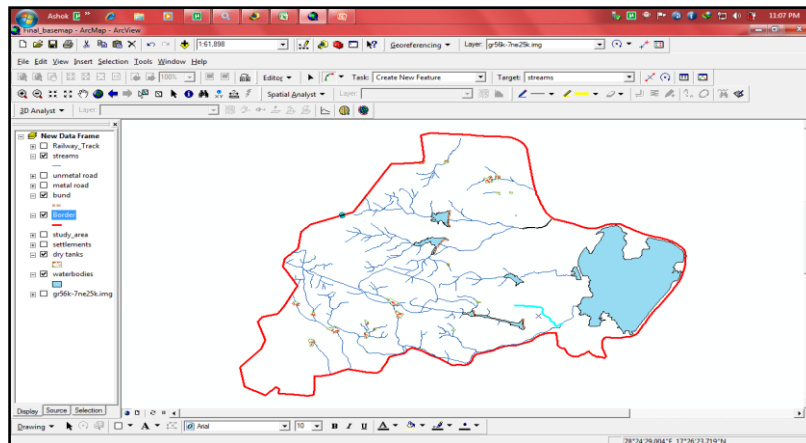 Ashok
11:07 PM
Final_basemap - ArcMap - ArcView
1:61,898
Georeferencing
Layer: gr56k-7ne25k.img
File Edit View Insert Selection Tools Window Help
100%
Editor
Task: Create New Feature
Target: streams
Spatial Analyst
Layer:
3D Analyst
Layer:
New Data Frame
Railway_Track
streams
unmetal road
metal road
bund
Border
study_area
settlements
dry tanks
waterbodies
gr56k-7ne25k.img
Display Source Selection
Drawing
A
Arial
10
B I U
A
78°24'29.004"E 17°26'23.719"N